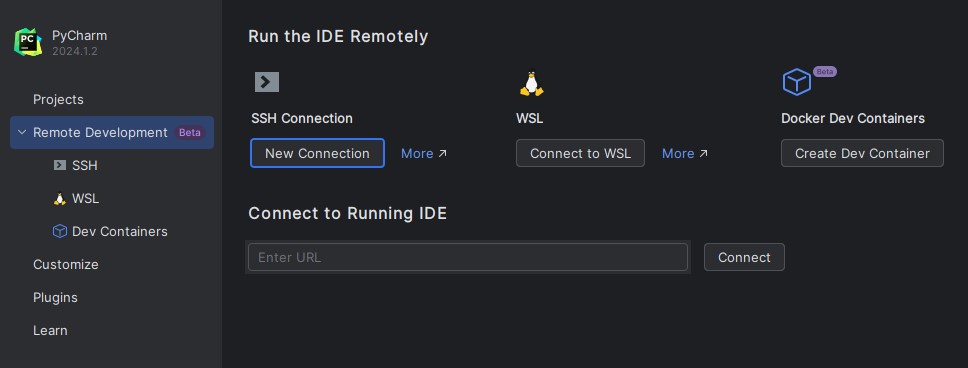 PC
PyCharm
2024.1.2
Projects
Remote Development Beta
SSH
WSL
Dev Containers
Customize
Plugins
Learn
Run the IDE Remotely
Beta
SSH Connection WSL Docker Dev Containers
New Connection More ↗ Connect to WSL More ↗ Create Dev Container
Connect to Running IDE
Enter URL Connect